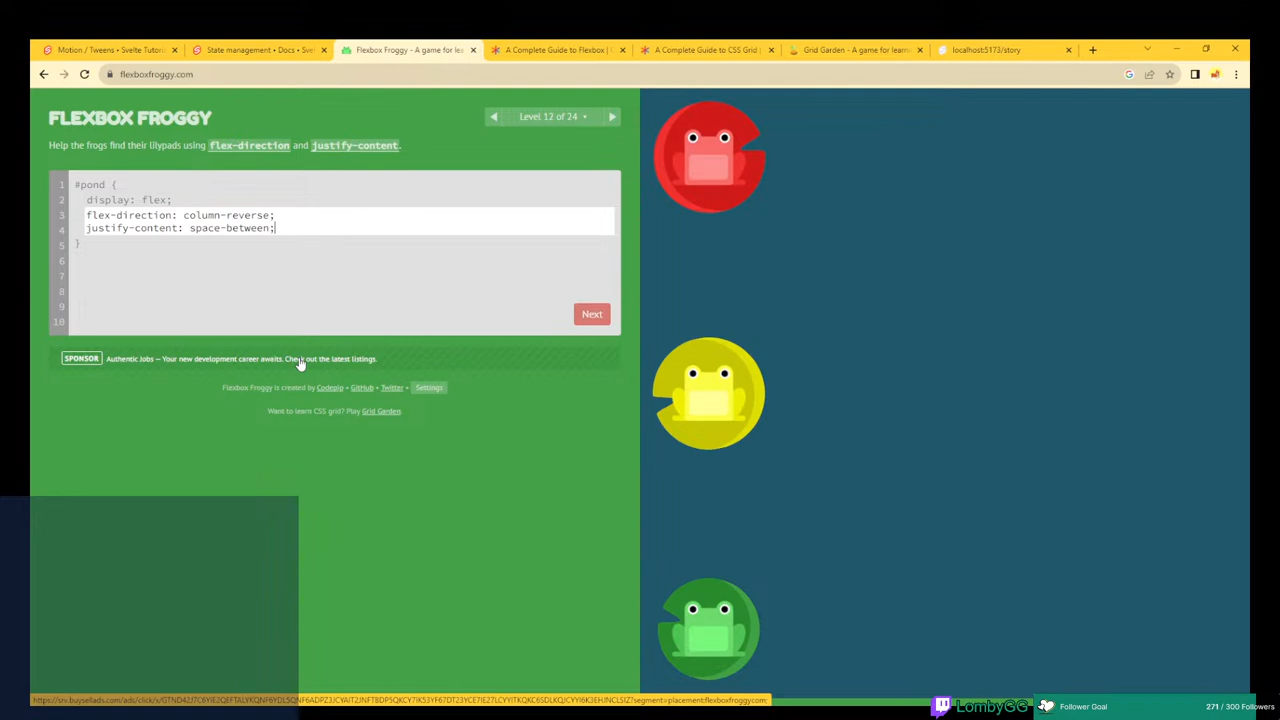 Motion / Tweens • Svelte Tutori
State management • Docs • Sve
Flexbox Froggy - A game for lea
A Complete Guide to Flexbox |
A Complete Guide to CSS Grid
Grid Garden - A game for learn
localhost:5173/story
flexboxfroggy.com
FLEXBOX FROGGY
Level 12 of 24
Help the frogs find their lilypads using flex-direction and justify-content.
1 #pond {
2 display: flex;
3 flex-direction: column-reverse;
4 justify-content: space-between;
5 }
6
7
8
9
10
Next
SPONSOR Authentic Jobs — Your new development career awaits. Check out the latest listings.
Flexbox Froggy is created by Codepip • GitHub • Twitter • Settings
Want to learn CSS grid? Play Grid Garden.
LombyGG
Follower Goal
271 / 300 Followers